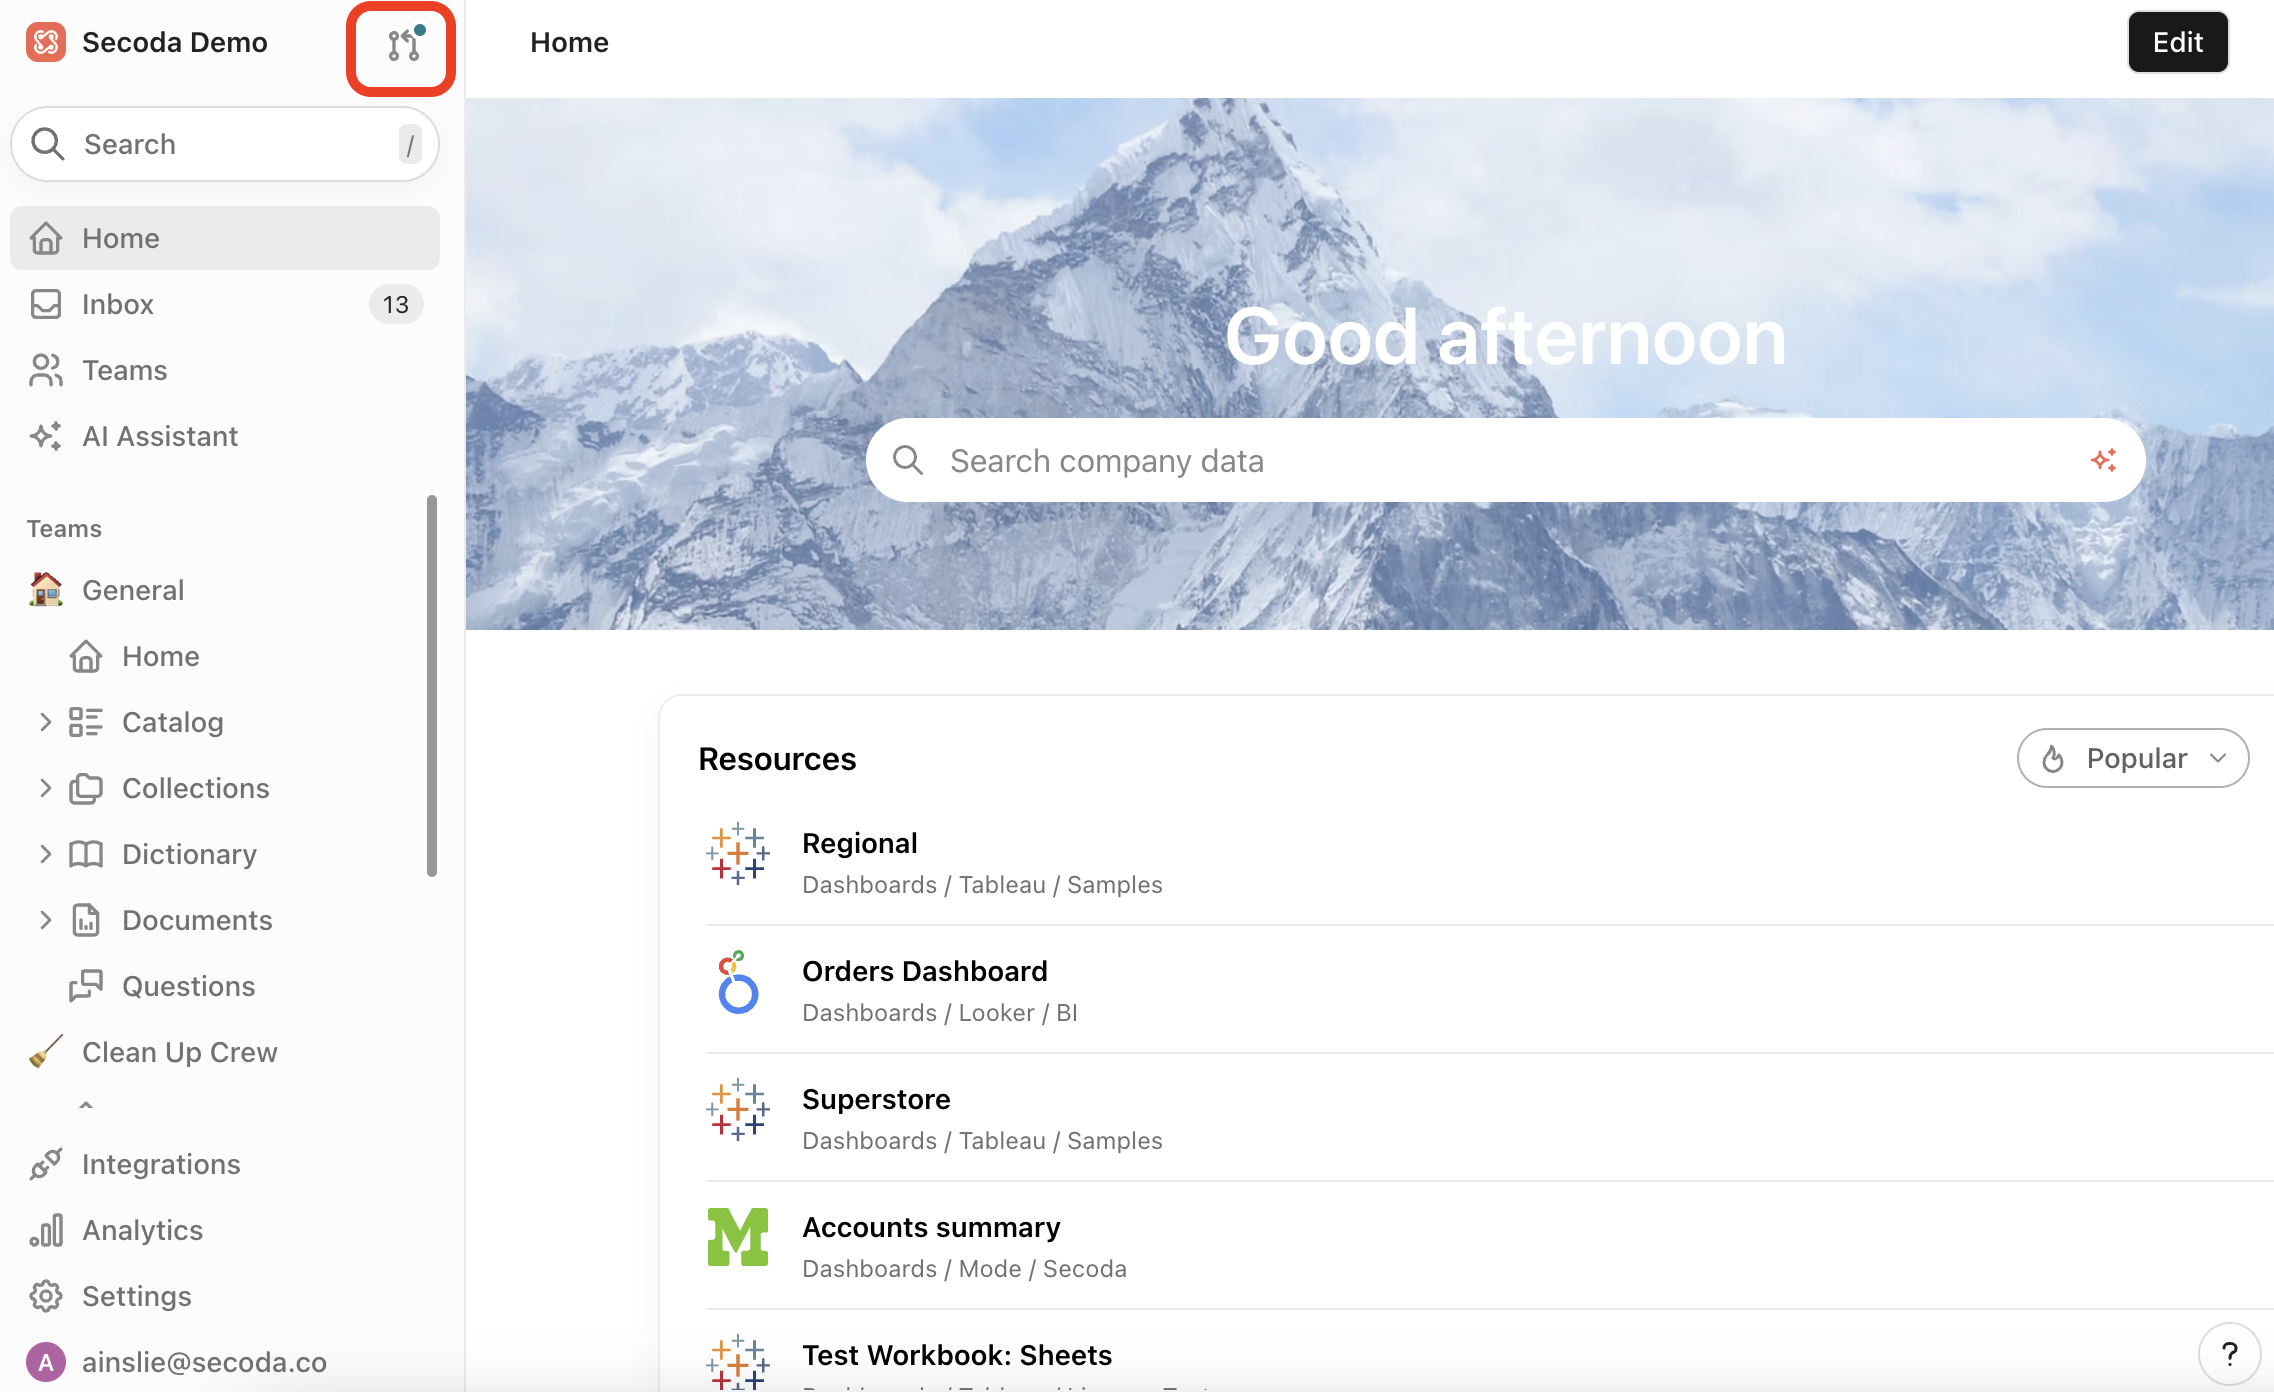 Secoda Demo
Search
/
Home
Inbox
13
Teams
AI Assistant
Teams
General
Home
Catalog
Collections
Dictionary
Documents
Questions
Clean Up Crew
Integrations
Analytics
Settings
A
ainslie@secoda.co
Home
Edit
Good afternoon
Search company data
Resources
Popular
Regional
Dashboards / Tableau / Samples
Orders Dashboard
Dashboards / Looker / BI
Superstore
Dashboards / Tableau / Samples
M
Accounts summary
Dashboards / Mode / Secoda
Test Workbook: Sheets
?